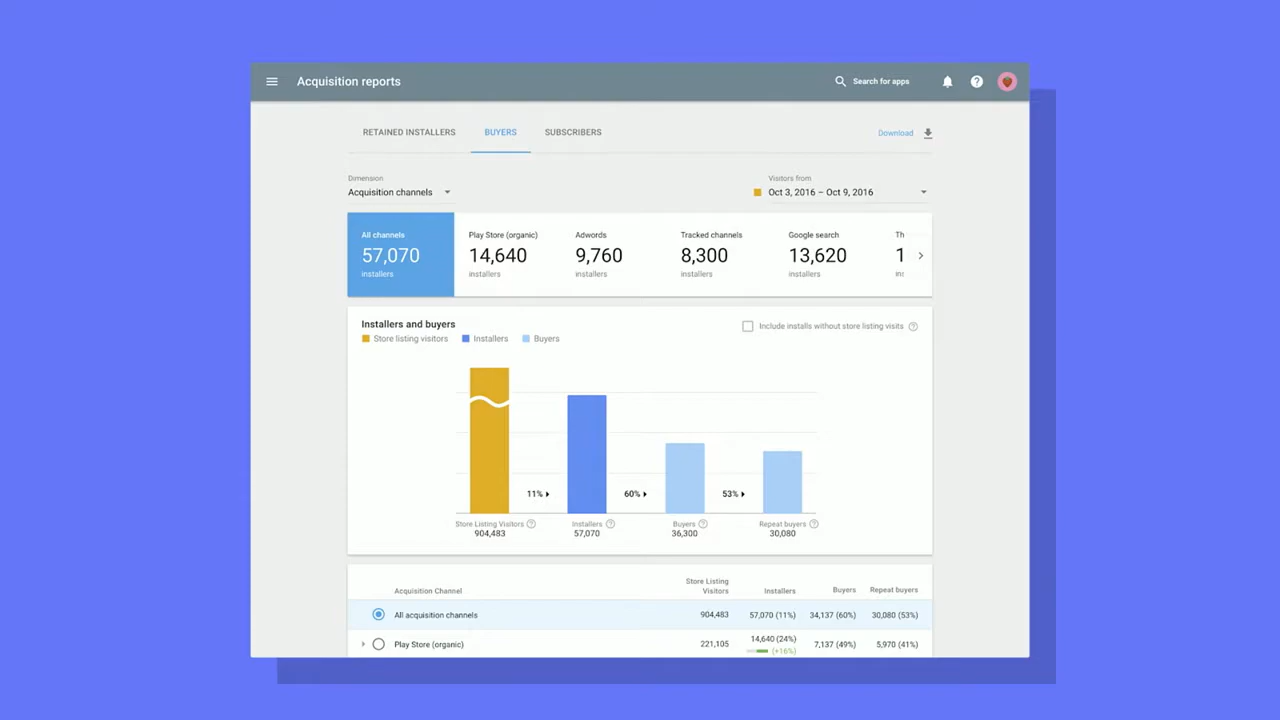 Acquisition reports
Search for apps
RETAINED INSTALLERS BUYERS SUBSCRIBERS
Download
Dimension
Acquisition channels
Visitors from
Oct 3, 2016 – Oct 9, 2016
All channels
57,070
installers
Play Store (organic)
14,640
installers
Adwords
9,760
installers
Tracked channels
8,300
installers
Google search
13,620
installers
Th
1
ins
Installers and buyers
Include installs without store listing visits ?
Store listing visitors Installers Buyers
11% 60% 53%
Store Listing Visitors ?
904,483
Installers ?
57,070
Buyers ?
36,300
Repeat buyers ?
30,080
Acquisition Channel Store Listing Visitors Installers Buyers Repeat buyers
All acquisition channels 904,483 57,070 (11%) 34,137 (60%) 30,080 (53%)
Play Store (organic) 221,105 14,640 (24%) 7,137 (49%) 5,970 (41%)
(+16%)